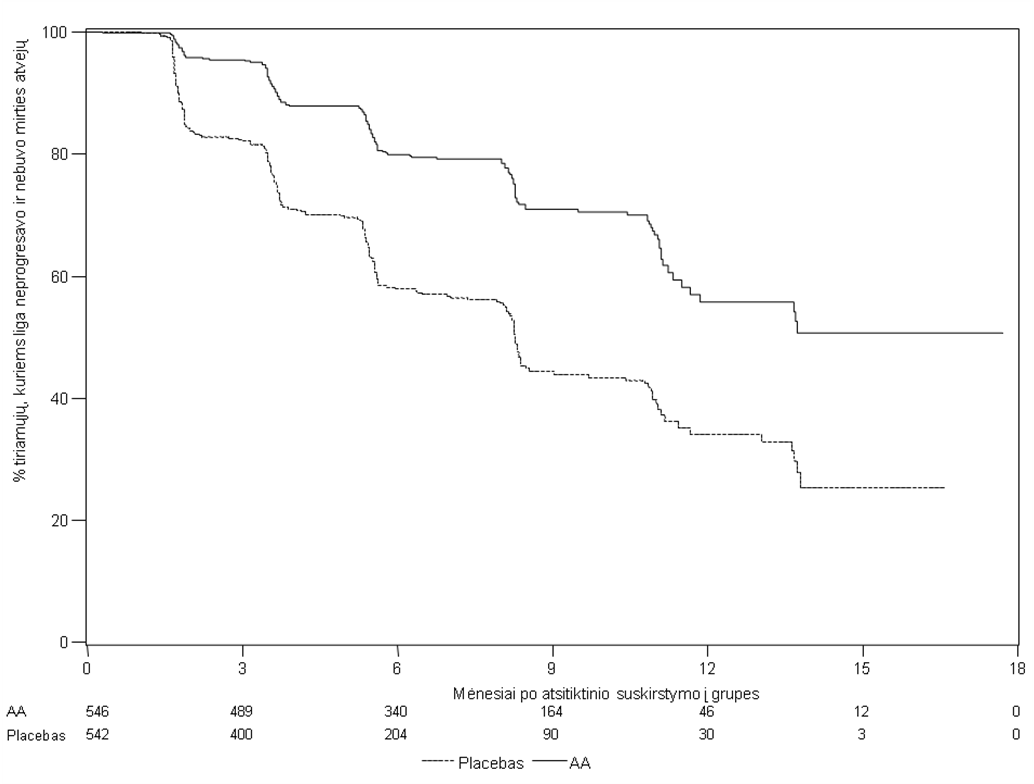 % tiriamųjų, kuriems liga neprogresavo ir nebuvo mirties atvejų
100
80
60
40
20
0
0 3 6 9 12 15 18
Mėnesiai po atsitiktinio suskirstymo į grupes
AA 546 489 340 164 46 12 0
Placebas 542 400 204 90 30 3 0
Placebas AA